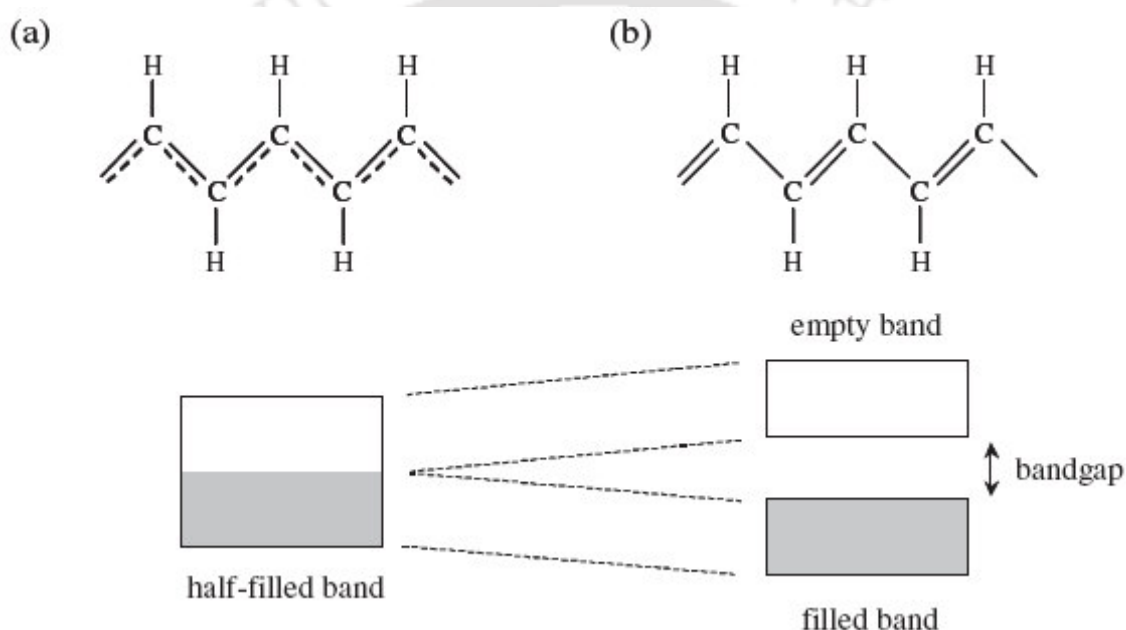 (a)
H H H
C C C
C C
H H
half-filled band
(b)
H H H
C C C
C C
H H
empty band
bandgap
filled band